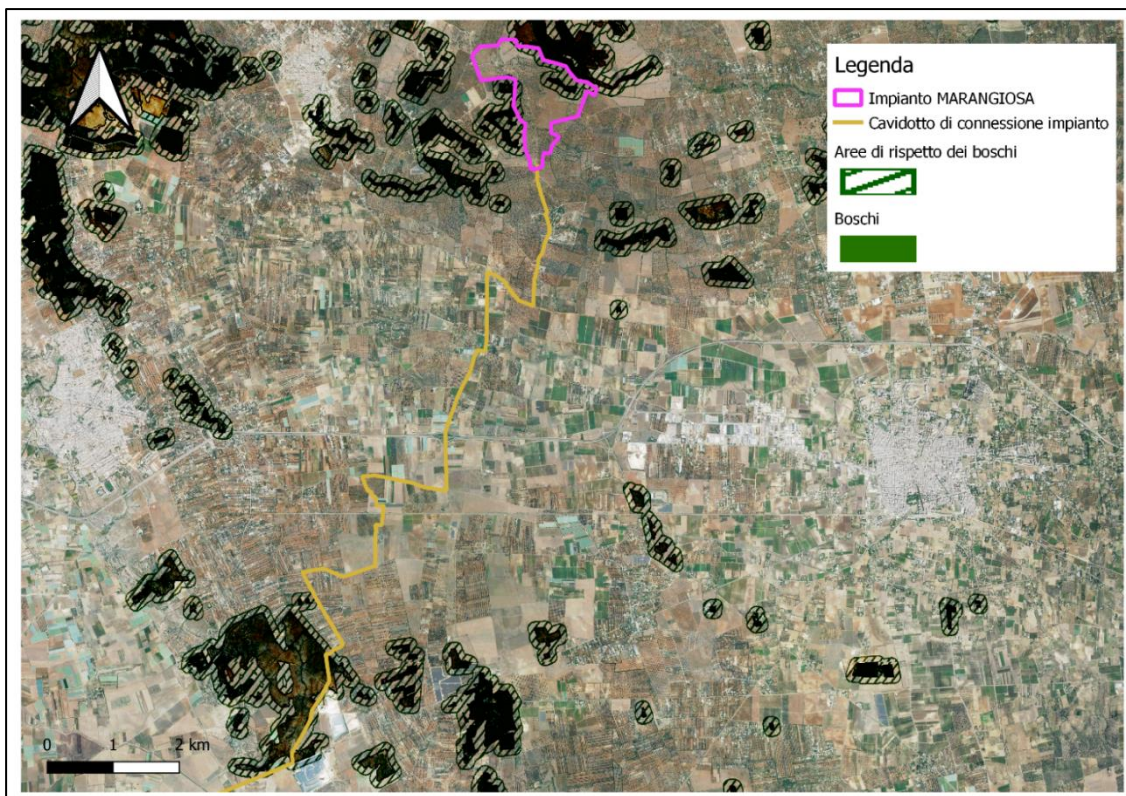 Legenda
Impianto MARANGIOSA
Cavidotto di connessione impianto
Aree di rispetto dei boschi
Boschi
0 1 2 km